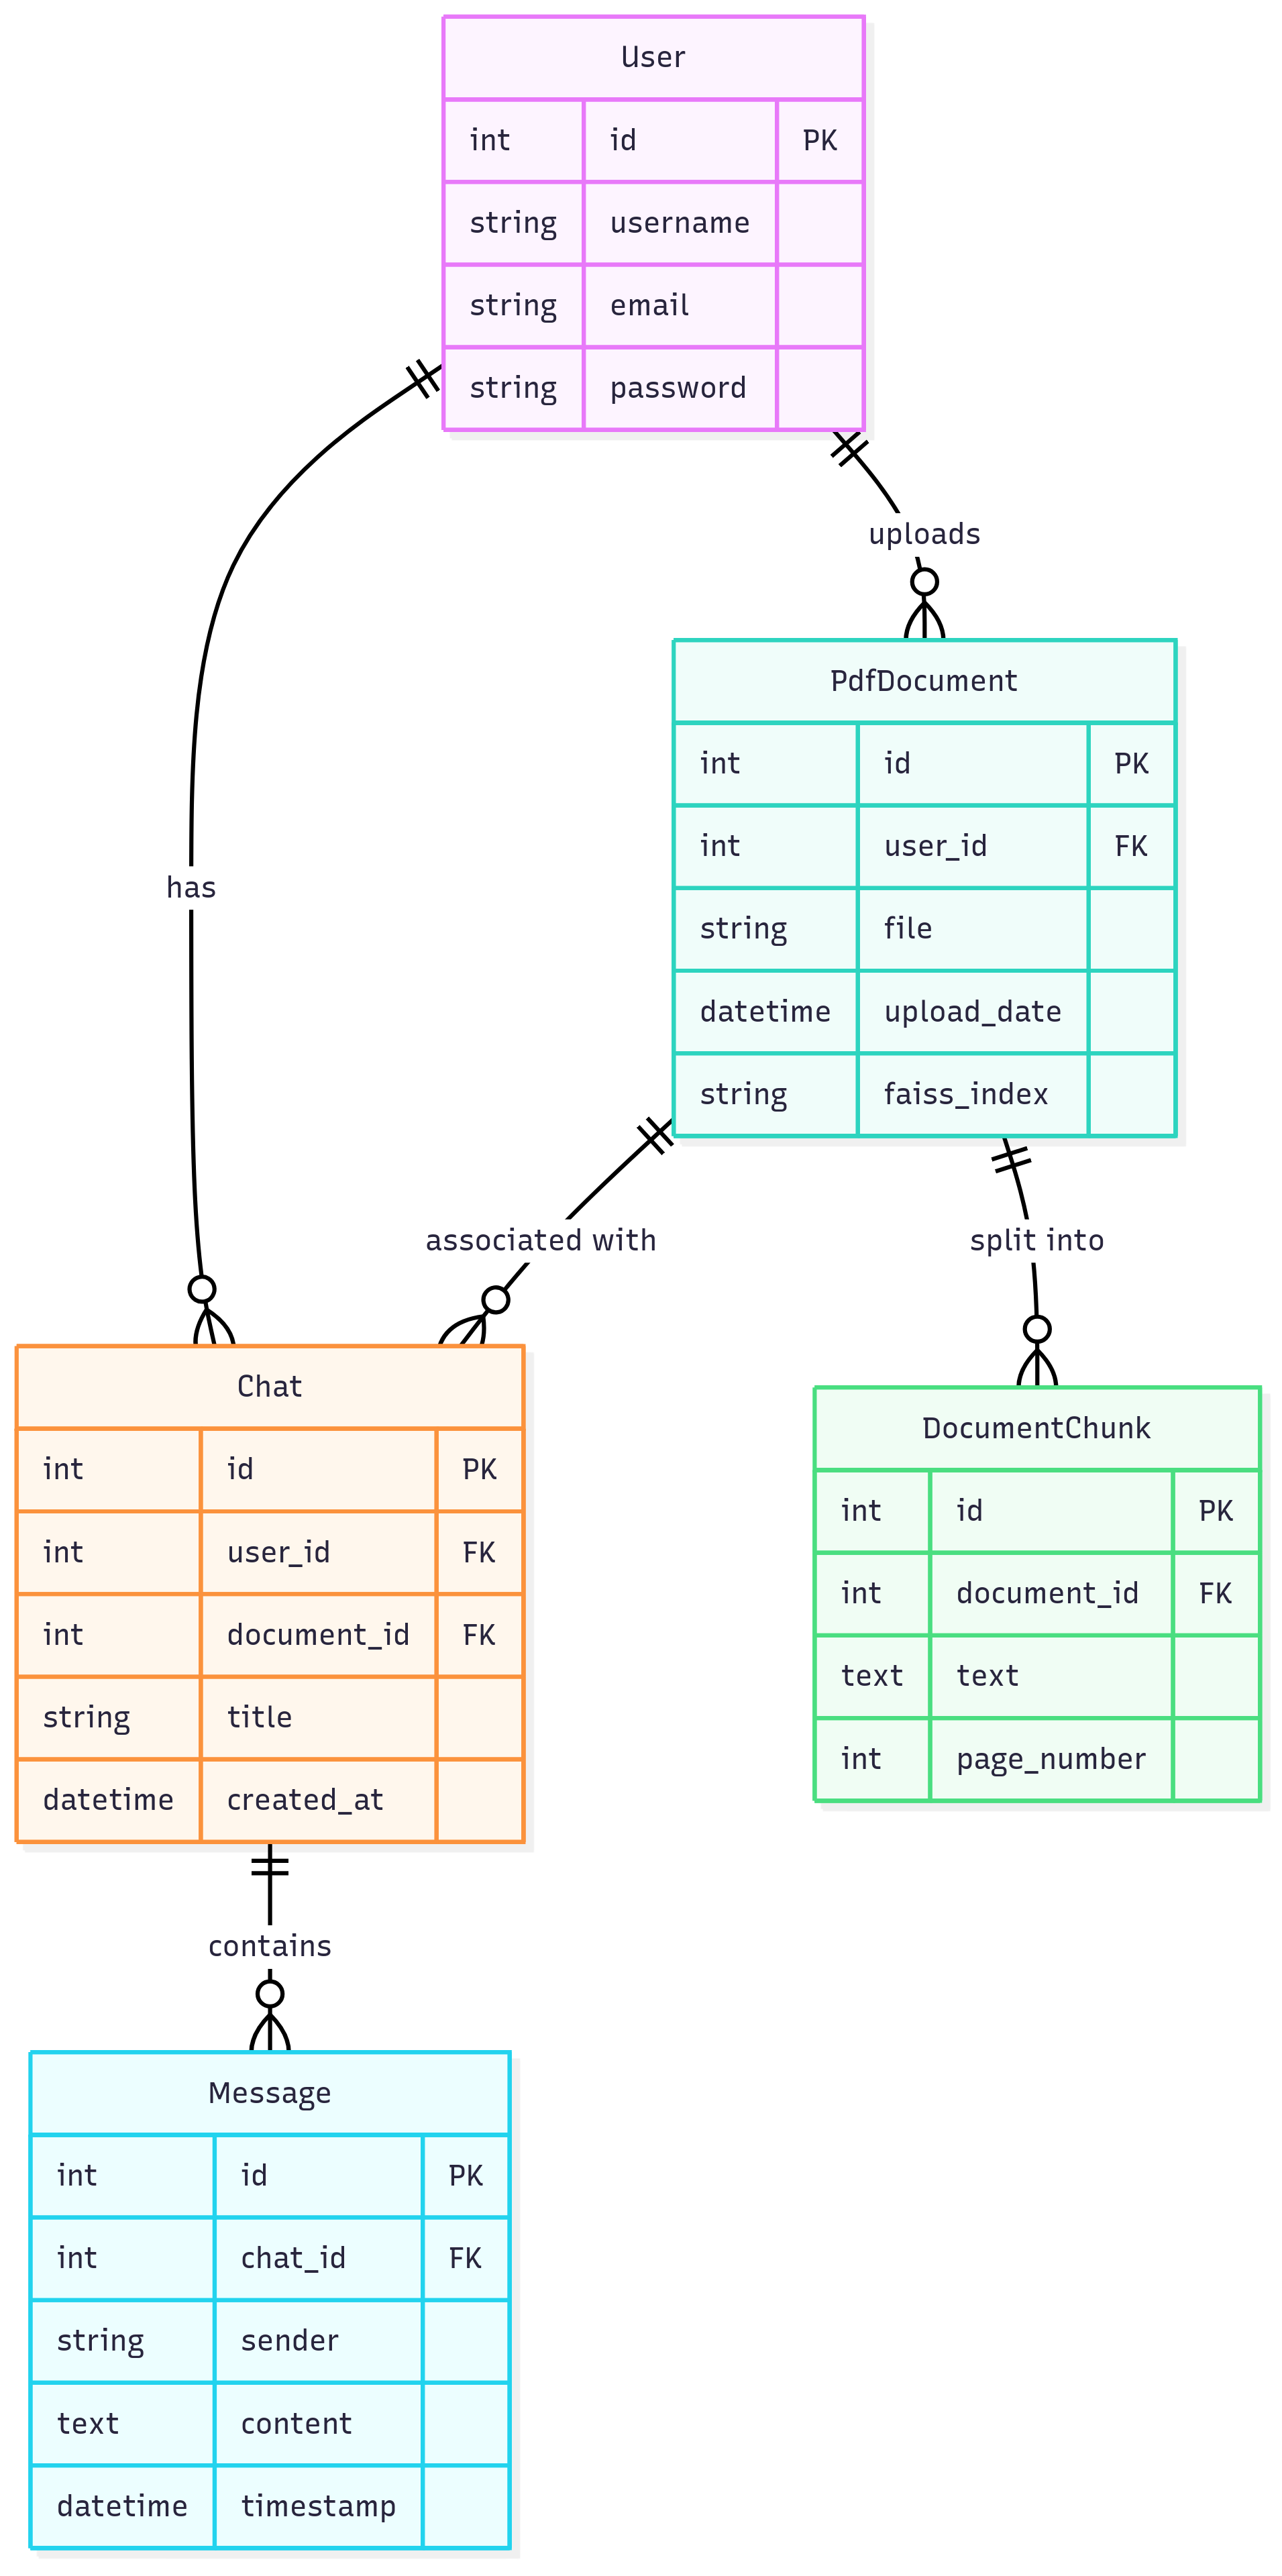 User
int id PK
string username
string email
string password
uploads
PdfDocument
int id PK
int user_id FK
string file
datetime upload_date
string faiss_index
has
associated with
split into
Chat
int id PK
int user_id FK
int document_id FK
string title
datetime created_at
DocumentChunk
int id PK
int document_id FK
text text
int page_number
contains
Message
int id PK
int chat_id FK
string sender
text content
datetime timestamp